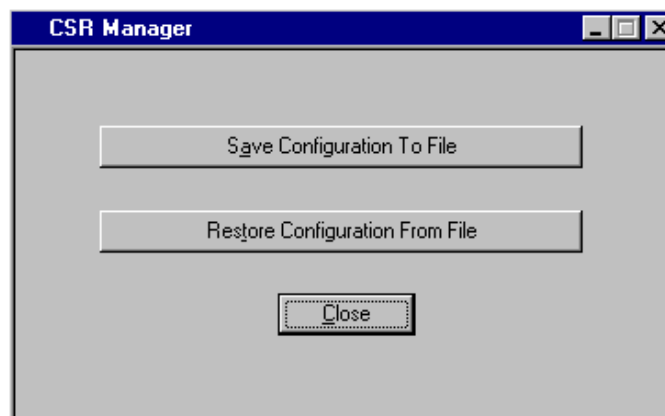 CSR Manager
Save Configuration To File
Restore Configuration From File
Close